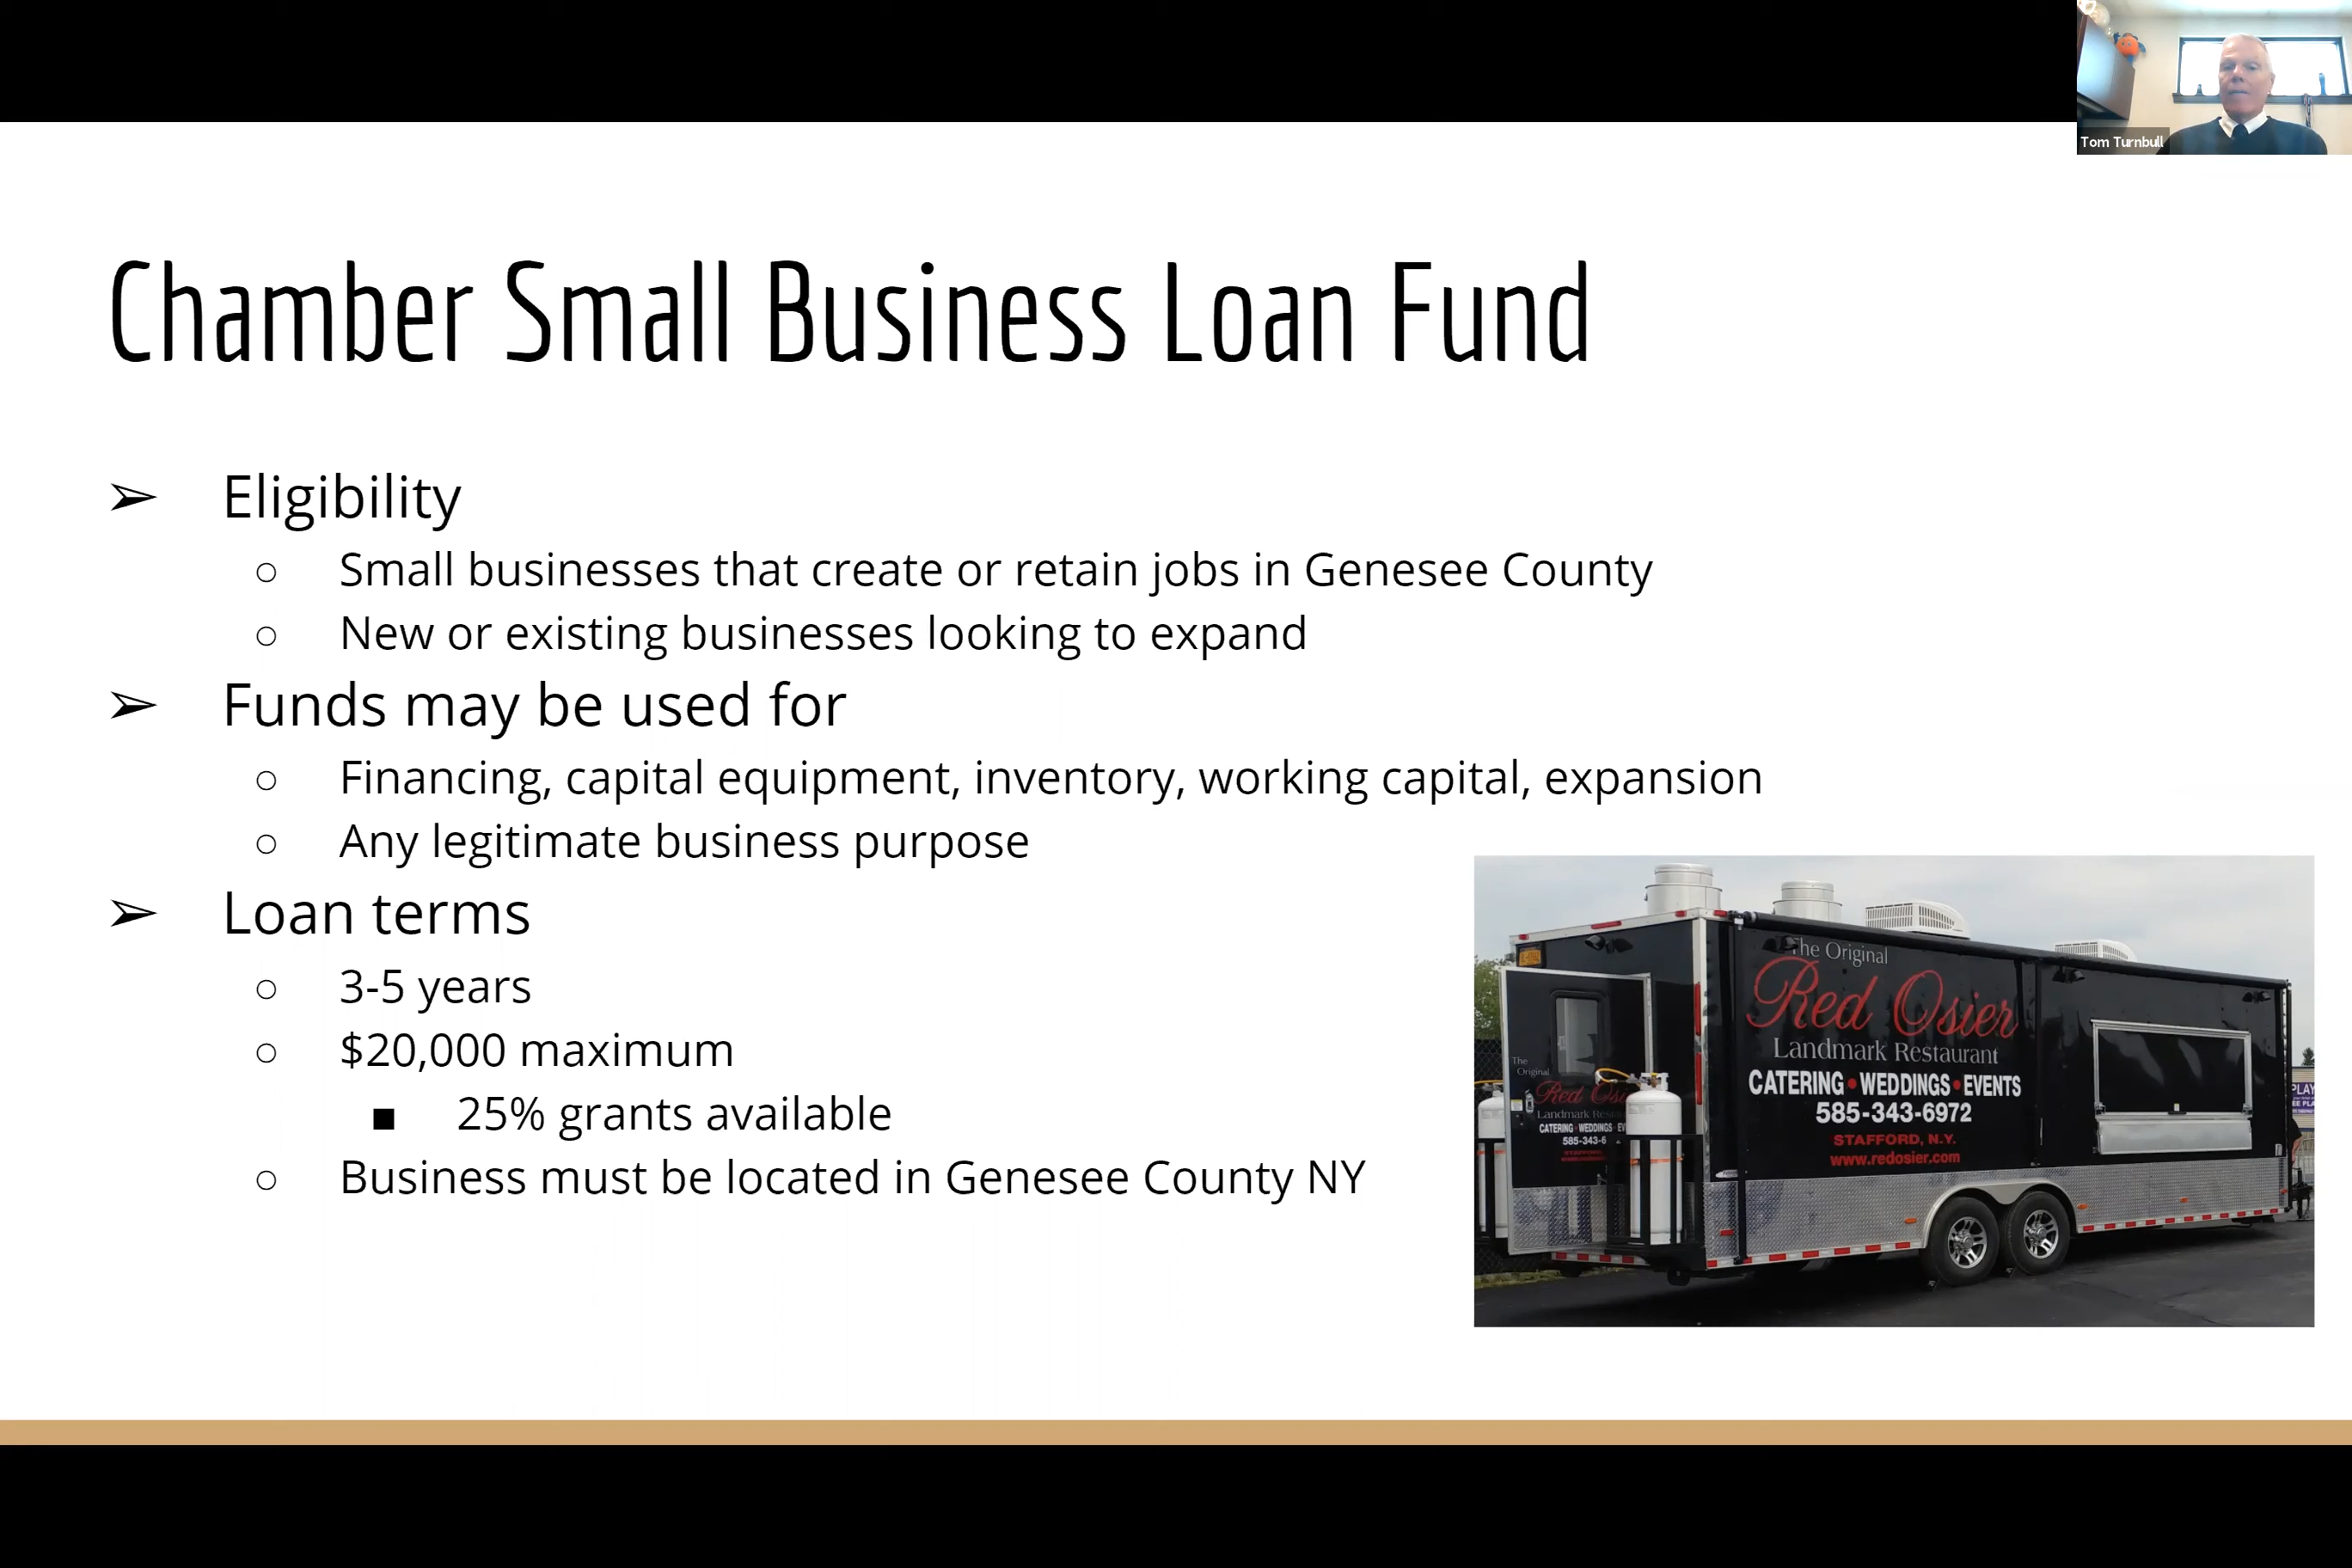 Tom Turnbull
Chamber Small Business Loan Fund
➢ Eligibility
○ Small businesses that create or retain jobs in Genesee County
○ New or existing businesses looking to expand
➢ Funds may be used for
○ Financing, capital equipment, inventory, working capital, expansion
○ Any legitimate business purpose
➢ Loan terms
○ 3-5 years
○ $20,000 maximum
■ 25% grants available
○ Business must be located in Genesee County NY
The Original
Red Osier
Landmark Restaurant
CATERING • WEDDINGS • EVENTS
585-343-6972
STAFFORD, N.Y.
www.redosier.com
The
Original
Red
Landmark
CATERING • WEDDINGS
585-343-6
PLAY